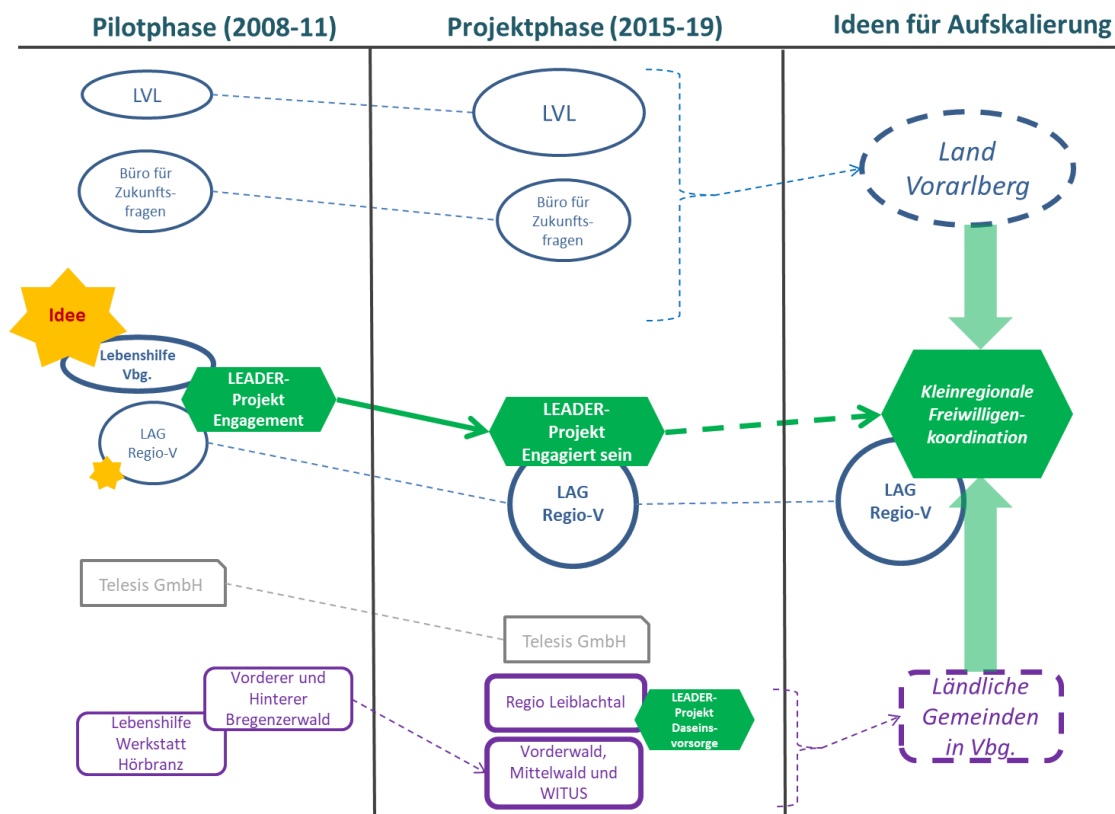 Pilotphase (2008-11)
Projektphase (2015-19)
Ideen für Aufskalierung
LVL
LVL
Land
Vorarlberg
Büro für
Zukunfts-
fragen
Büro für
Zukunfts-
fragen
Idee
Lebenshilfe
Vbg.
LEADER-
Projekt
Engagement
LAG
Regio-V
LEADER-
Projekt
Engagiert sein
LAG
Regio-V
Kleinregionale
Freiwilligen-
koordination
LAG
Regio-V
Telesis GmbH
Telesis GmbH
Vorderer und
Hinterer
Bregenzerwald
Lebenshilfe
Werkstatt
Hörbranz
Regio Leiblachtal
LEADER-
Projekt
Daseins-
vorsorge
Vorderwald,
Mittelwald und
WITUS
Ländliche
Gemeinden
in Vbg.